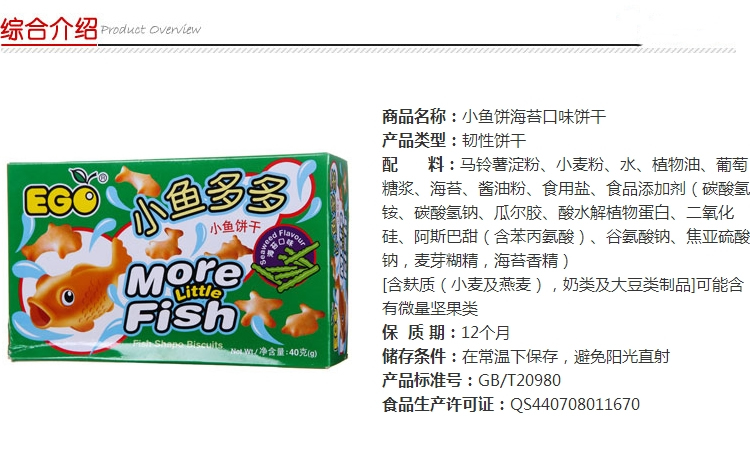 综合介绍 Product Overview
商品名称：小鱼饼海苔口味饼干
产品类型：韧性饼干
配 料：马铃薯淀粉、小麦粉、水、植物油、葡萄
糖浆、海苔、酱油粉、食用盐、食品添加剂（碳酸氢
铵、碳酸氢钠、瓜尔胶、酸水解植物蛋白、二氧化
硅、阿斯巴甜（含苯丙氨酸）、谷氨酸钠、焦亚硫酸
钠，麦芽糊精，海苔香精）
[含麸质（小麦及燕麦），奶类及大豆类制品]可能含
有微量坚果类
保 质 期：12个月
储存条件：在常温下保存，避免阳光直射
产品标准号：GB/T20980
食品生产许可证：QS440708011670
EGO
小鱼多多
小鱼饼干
Seaweed Flavour
海苔口味
More
Little
Fish
Fish Shape Biscuits
Net Wt/净含量:40克(g)